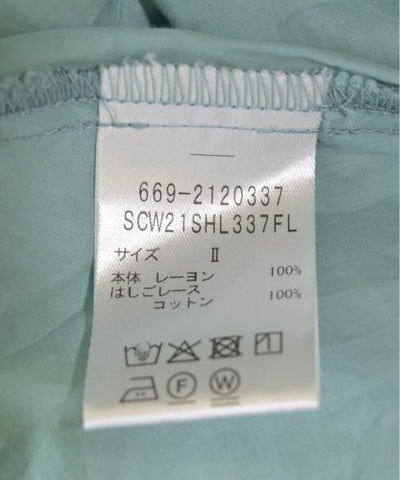 669-2120337
SCW21SHL337FL
サイズ Ⅱ
本体 レーヨン 100%
はしごレース 100%
コットン
F W